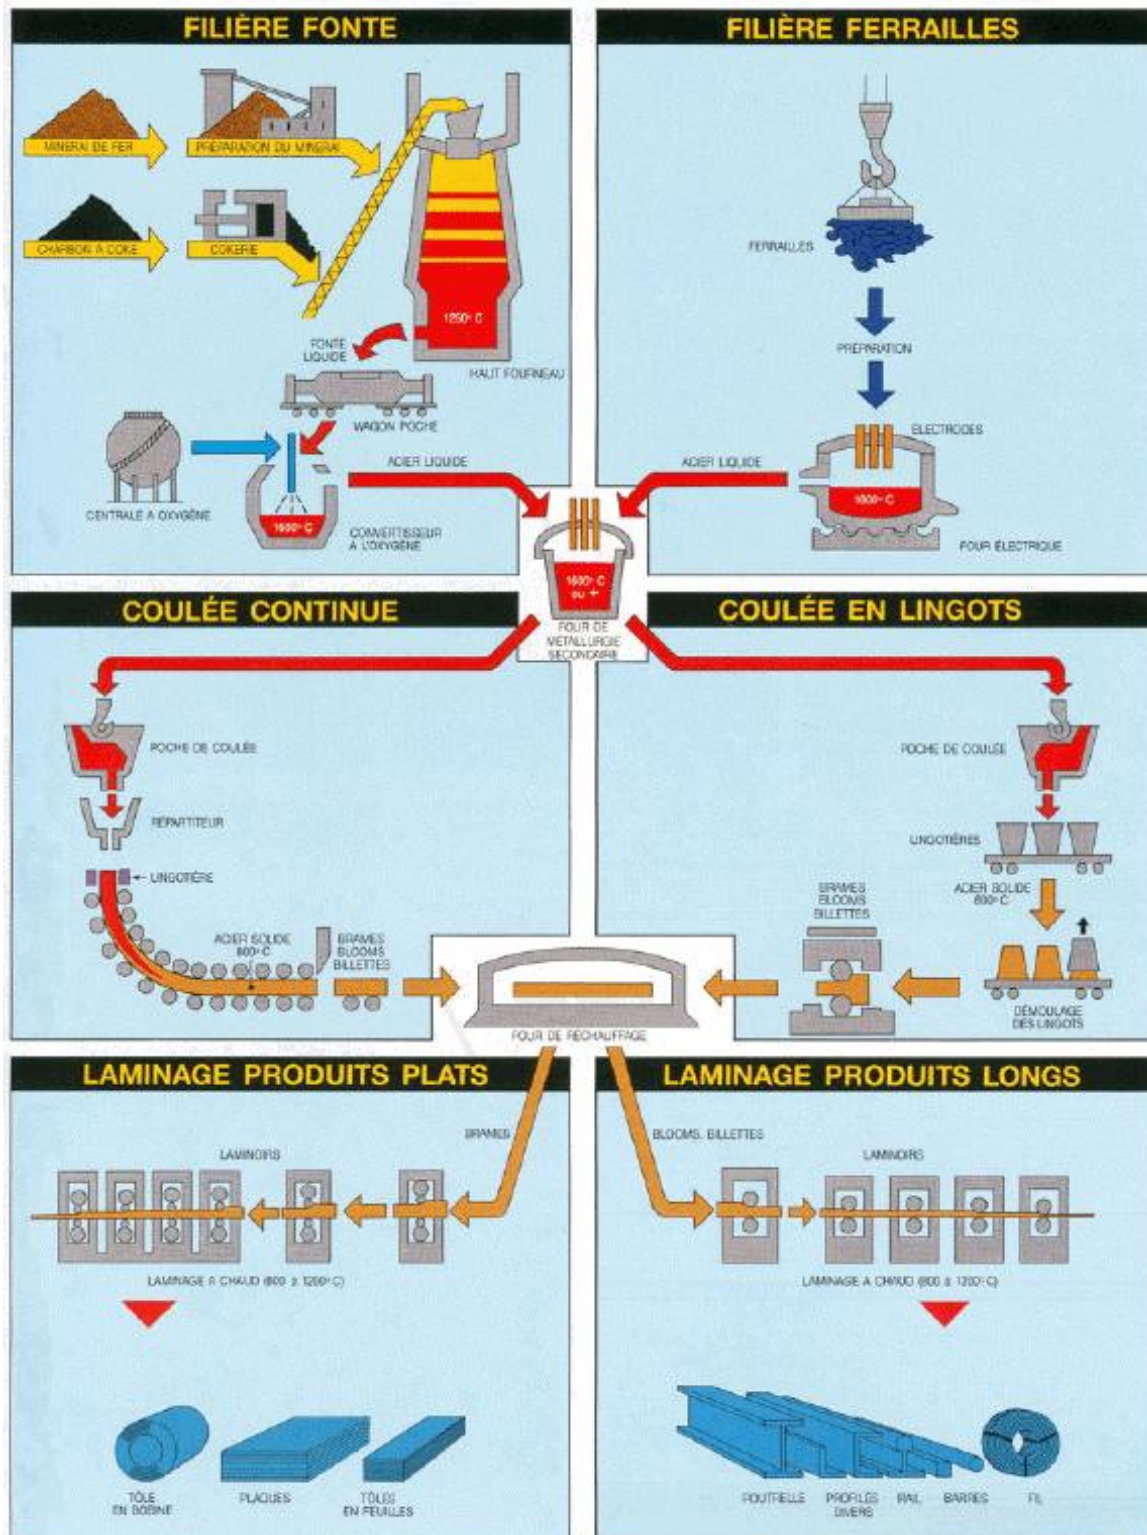 FILIÈRE FONTE
MINERAI DE FER
PRÉPARATION DU MINERAI
CHARBON A COKE
COKERIE
1250° C
FONTE
LIQUIDE
HAUT FOURNEAU
WAGON POCHE
CENTRALE A OXYGÈNE
1600° C
CONVERTISSEUR
A L'OXYGÈNE
ACIER LIQUIDE
FILIÈRE FERRAILLES
FERRAILLES
PRÉPARATION
ÉLECTRODES
ACIER LIQUIDE
1600° C
FOUR ÉLECTRIQUE
1600° C
ou +
FOUR DE
METALLURGIE
SECONDAIRE
COULÉE CONTINUE
POCHE DE COULÉE
RÉPARTITEUR
LINGOTIÈRE
ACIER SOLIDE
800° C
BRAMES
BLOOMS
BILLETTES
COULÉE EN LINGOTS
POCHE DE COULÉE
LINGOTIÈRES
ACIER SOLIDE
800° C
BRAMES
BLOOMS
BILLETTES
DÉMOULAGE
DES LINGOTS
FOUR DE RÉCHAUFFAGE
LAMINAGE PRODUITS PLATS
BRAMES
LAMINOIRS
LAMINAGE A CHAUD (800 ± 1200° C)
TÔLE
EN BOBINE
PLAQUES
TÔLES
EN FEUILLES
LAMINAGE PRODUITS LONGS
BLOOMS, BILLETTES
LAMINOIRS
LAMINAGE A CHAUD (800 ± 1200° C)
POUTRELLE
PROFILÉS
DIVERS
RAIL
BARRES
FIL